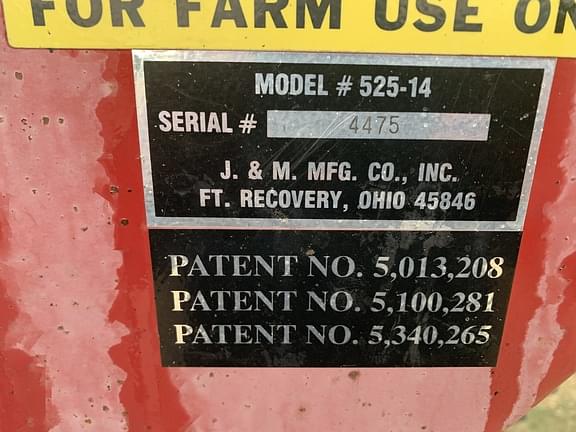 FOR FARM USE ON
MODEL # 525-14
SERIAL # 4475
J. & M. MFG. CO., INC.
FT. RECOVERY, OHIO 45846
PATENT NO. 5,013,208
PATENT NO. 5,100,281
PATENT NO. 5,340,265